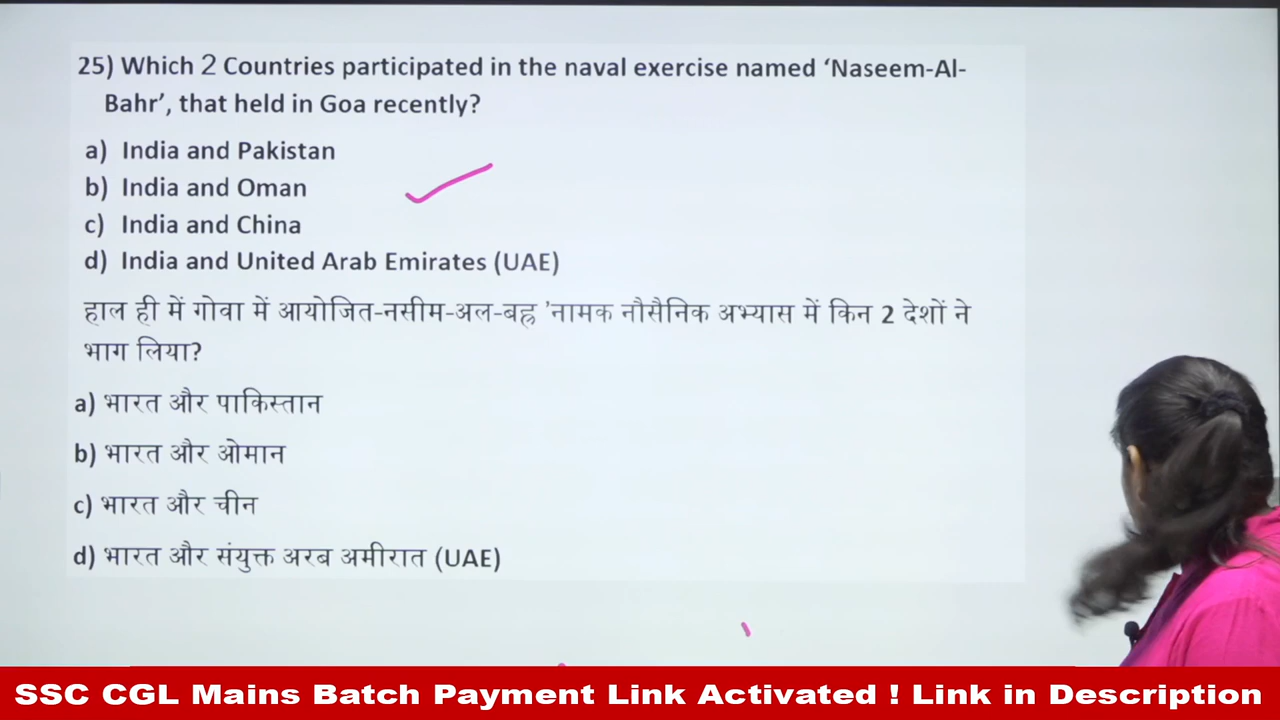 25) Which 2 Countries participated in the naval exercise named ‘Naseem-Al-
Bahr’, that held in Goa recently?
a) India and Pakistan
b) India and Oman
c) India and China
d) India and United Arab Emirates (UAE)
हाल ही में गोवा में आयोजित-नसीम-अल-बह्र 'नामक नौसैनिक अभ्यास में किन 2 देशों ने
भाग लिया?
a) भारत और पाकिस्तान
b) भारत और ओमान
c) भारत और चीन
d) भारत और संयुक्त अरब अमीरात (UAE)
SSC CGL Mains Batch Payment Link Activated ! Link in Description